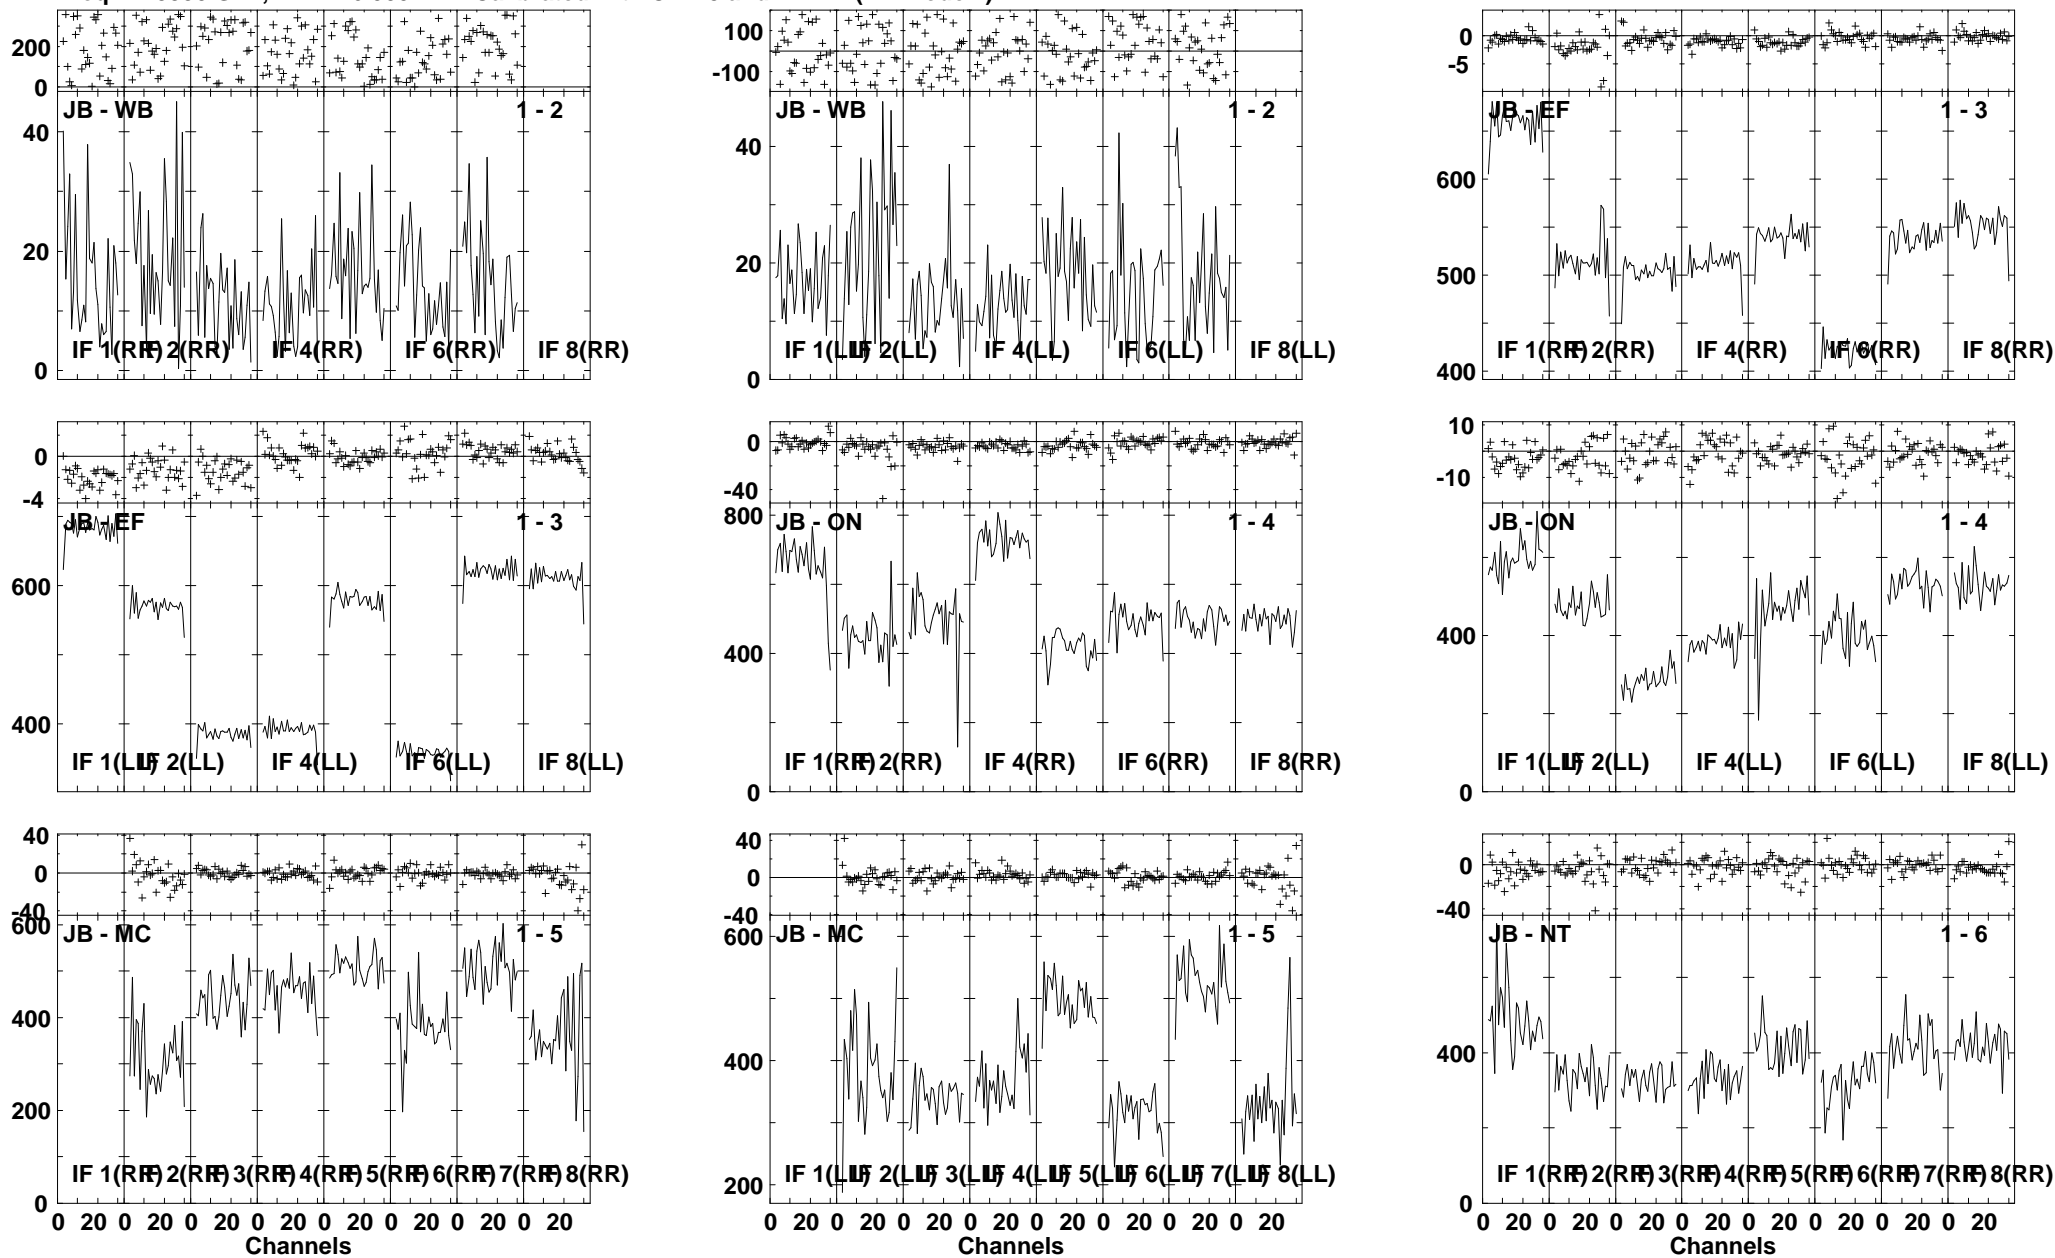 200
0
100
-100
0
-5
JB - WB 1 - 2
JB - WB 1 - 2
JB - EF 1 - 3
40
20
0
40
20
0
600
500
400
IF 1(RR) IF 2(RR) IF 4(RR) IF 6(RR) IF 8(RR)
IF 1(LL) IF 2(LL) IF 4(LL) IF 6(LL) IF 8(LL)
IF 1(RR) IF 2(RR) IF 4(RR) IF 6(RR) IF 8(RR)
0
-4
0
-40
10
-10
JB - EF 1 - 3
JB - ON 1 - 4
JB - ON 1 - 4
600
400
800
400
0
400
0
IF 1(LL) IF 2(LL) IF 4(LL) IF 6(LL) IF 8(LL)
IF 1(RR) IF 2(RR) IF 4(RR) IF 6(RR) IF 8(RR)
IF 1(LL) IF 2(LL) IF 4(LL) IF 6(LL) IF 8(LL)
40
0
-40
40
0
-40
0
-40
JB - MC 1 - 5
JB - MC 1 - 5
JB - NT 1 - 6
600
400
200
0
600
400
200
400
0
IF 1(RR) IF 2(RR) IF 3(RR) IF 4(RR) IF 5(RR) IF 6(RR) IF 7(RR) IF 8(RR)
IF 1(LL) IF 2(LL) IF 3(LL) IF 4(LL) IF 5(LL) IF 6(LL) IF 7(LL) IF 8(LL)
IF 1(RR) IF 2(RR) IF 3(RR) IF 4(RR) IF 5(RR) IF 6(RR) IF 7(RR) IF 8(RR)
0 20 0 20 0 20 0 20 0 20 0 20 0 20 0 20
0 20 0 20 0 20 0 20 0 20 0 20 0 20 0 20
0 20 0 20 0 20 0 20 0 20 0 20 0 20 0 20
Channels
Channels
Channels